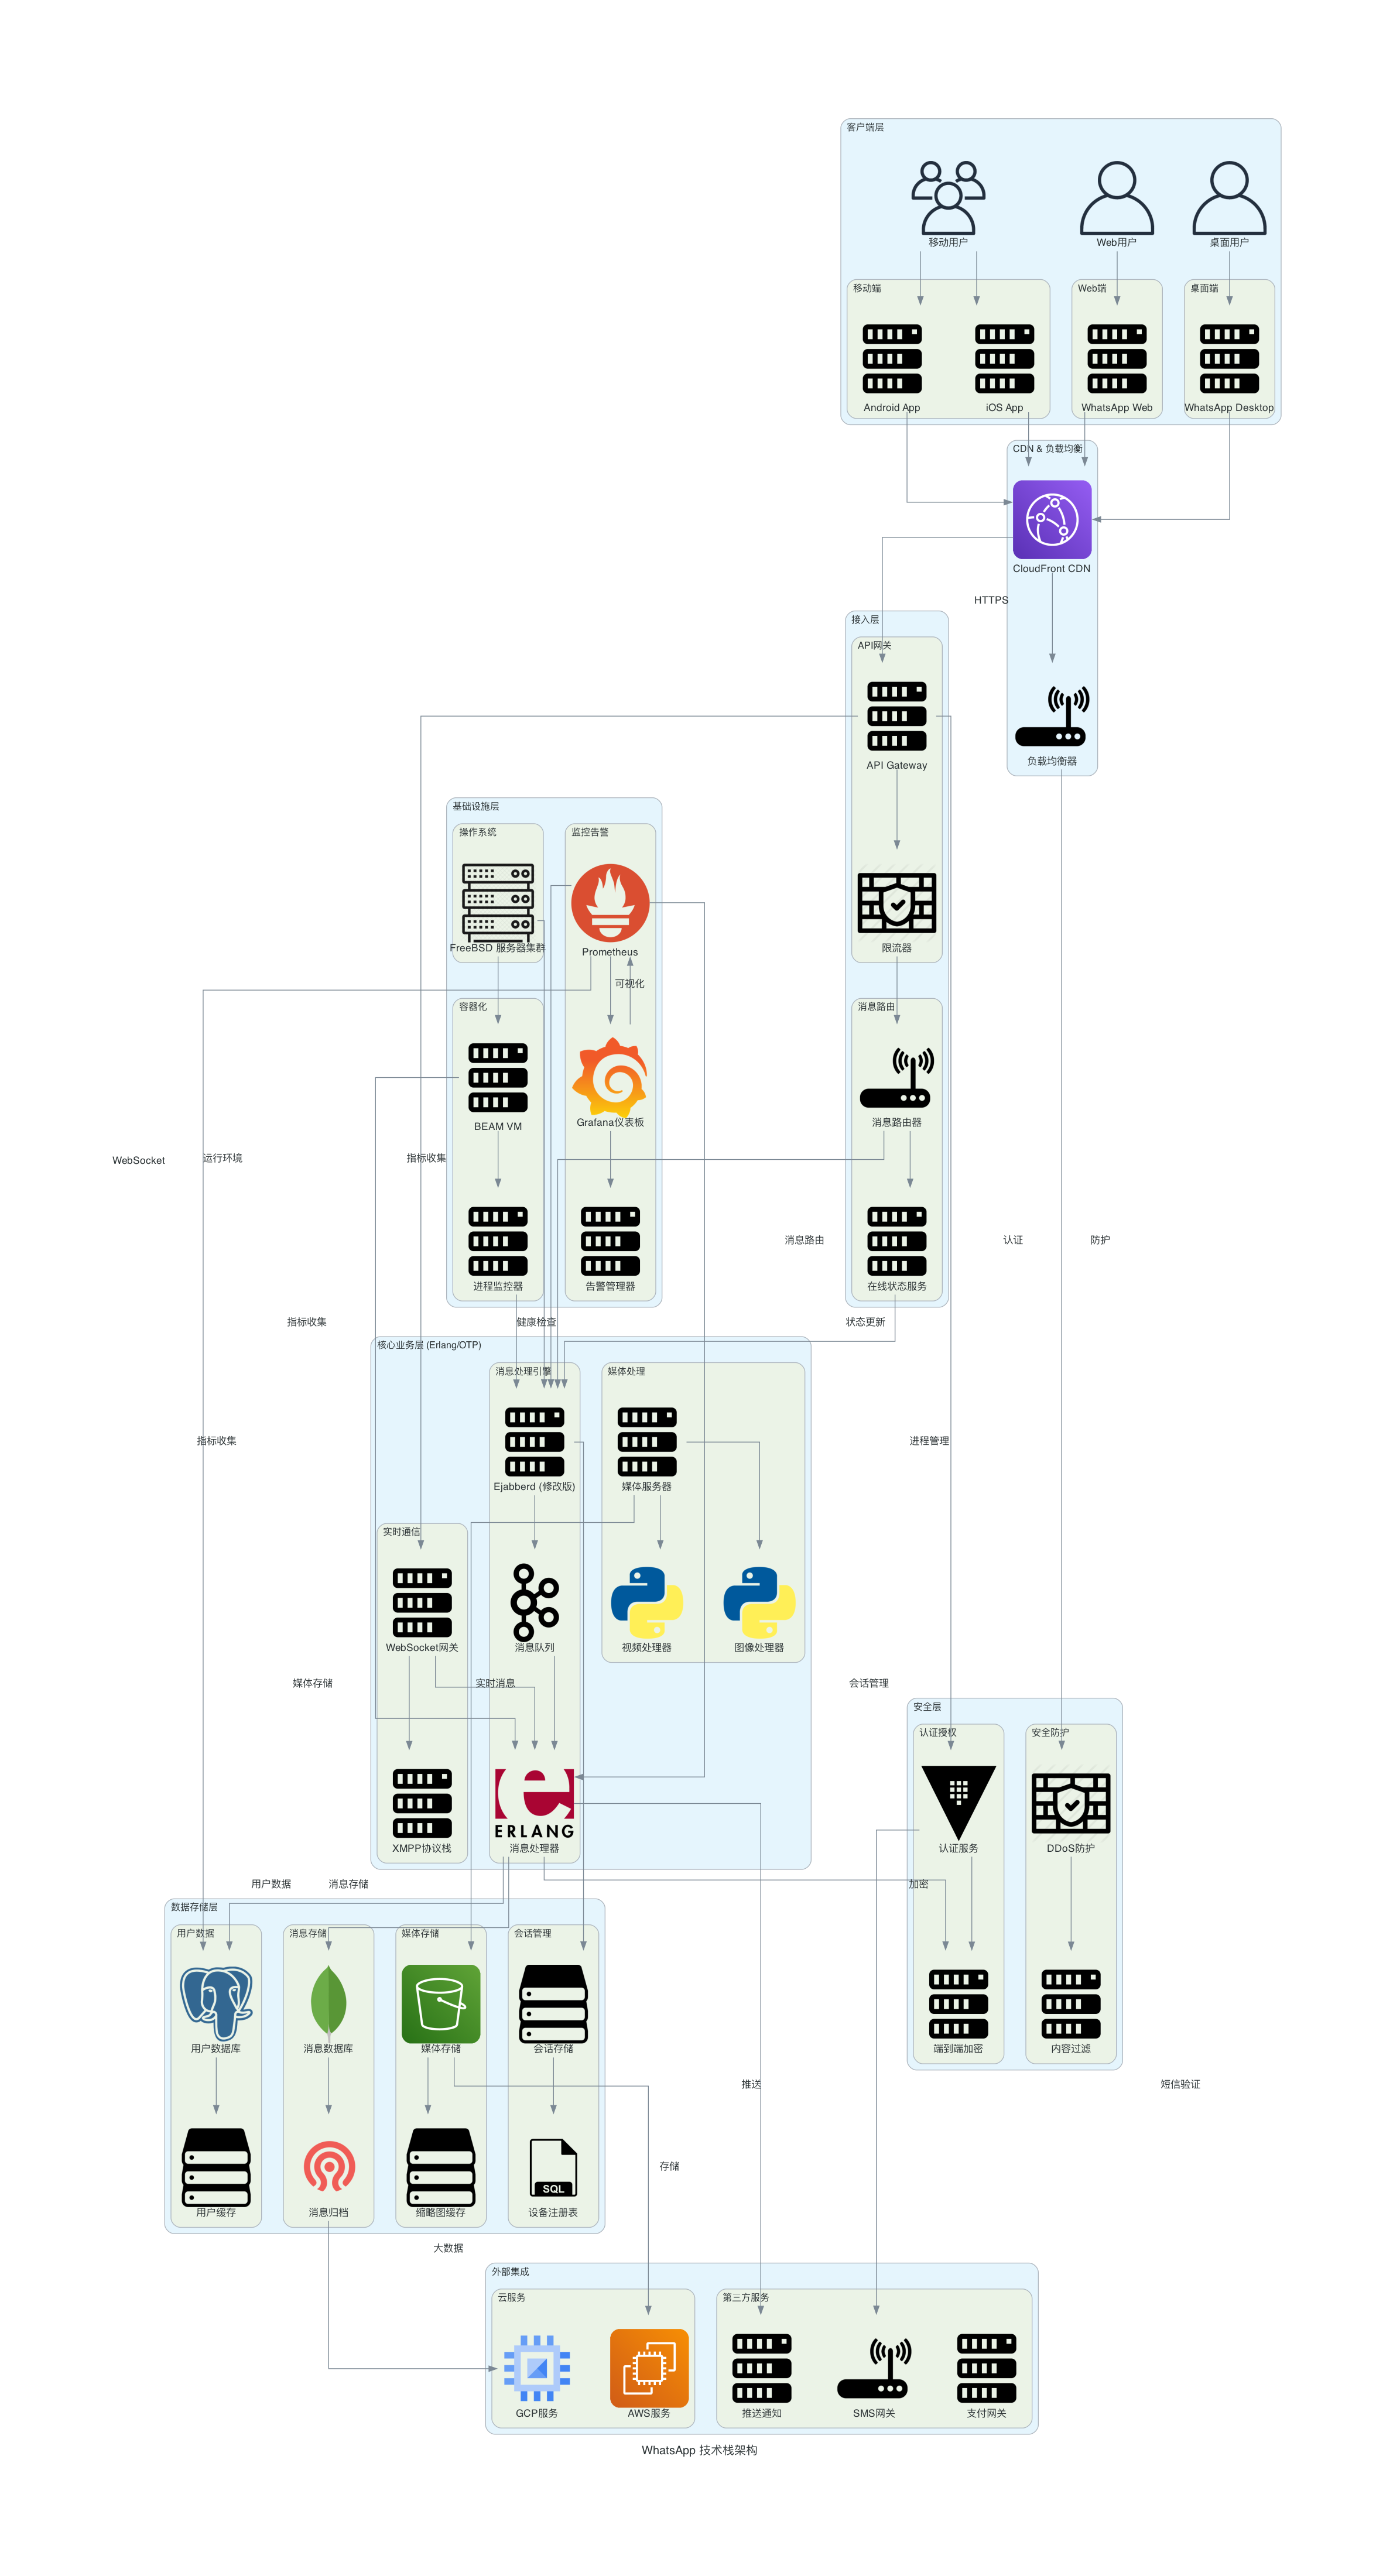 客户端层
移动用户
Web用户
桌面用户
移动端
Web端
桌面端
Android App
iOS App
WhatsApp Web
WhatsApp Desktop
CDN & 负载均衡
CloudFront CDN
HTTPS
接入层
API网关
API Gateway
负载均衡器
基础设施层
操作系统
监控告警
FreeBSD 服务器集群
Prometheus
限流器
可视化
容器化
消息路由
BEAM VM
Grafana仪表板
消息路由器
WebSocket
运行环境
指标收集
消息路由
认证
防护
进程监控器
告警管理器
在线状态服务
指标收集
健康检查
状态更新
核心业务层 (Erlang/OTP)
消息处理引擎
媒体处理
指标收集
进程管理
Ejabberd (修改版)
媒体服务器
实时通信
WebSocket网关
消息队列
视频处理器
图像处理器
媒体存储
实时消息
会话管理
安全层
认证授权
安全防护
ERLANG
XMPP协议栈
消息处理器
认证服务
DDoS防护
用户数据
消息存储
加密
数据存储层
用户数据
消息存储
媒体存储
会话管理
用户数据库
消息数据库
媒体存储
会话存储
端到端加密
内容过滤
推送
短信验证
存储
SQL
用户缓存
消息归档
缩略图缓存
设备注册表
大数据
外部集成
云服务
第三方服务
GCP服务
AWS服务
推送通知
SMS网关
支付网关
WhatsApp 技术栈架构